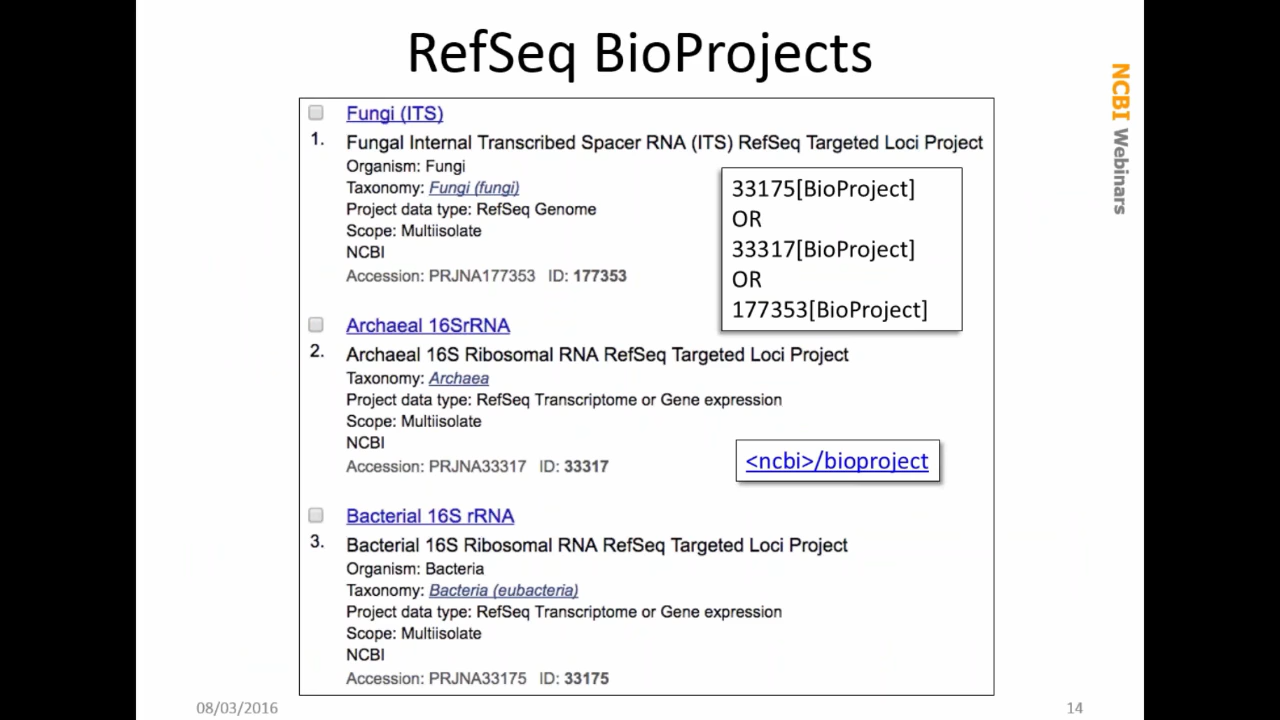 RefSeq BioProjects
NCBI Webinars
Fungi (ITS)
1. Fungal Internal Transcribed Spacer RNA (ITS) RefSeq Targeted Loci Project
Organism: Fungi
Taxonomy: Fungi (fungi)
Project data type: RefSeq Genome
Scope: Multiisolate
NCBI
Accession: PRJNA177353 ID: 177353
33175[BioProject]
OR
33317[BioProject]
OR
177353[BioProject]
Archaeal 16SrRNA
2. Archaeal 16S Ribosomal RNA RefSeq Targeted Loci Project
Taxonomy: Archaea
Project data type: RefSeq Transcriptome or Gene expression
Scope: Multiisolate
NCBI
Accession: PRJNA33317 ID: 33317
<ncbi>/bioproject
Bacterial 16S rRNA
3. Bacterial 16S Ribosomal RNA RefSeq Targeted Loci Project
Organism: Bacteria
Taxonomy: Bacteria (eubacteria)
Project data type: RefSeq Transcriptome or Gene expression
Scope: Multiisolate
NCBI
Accession: PRJNA33175 ID: 33175
08/03/2016
14